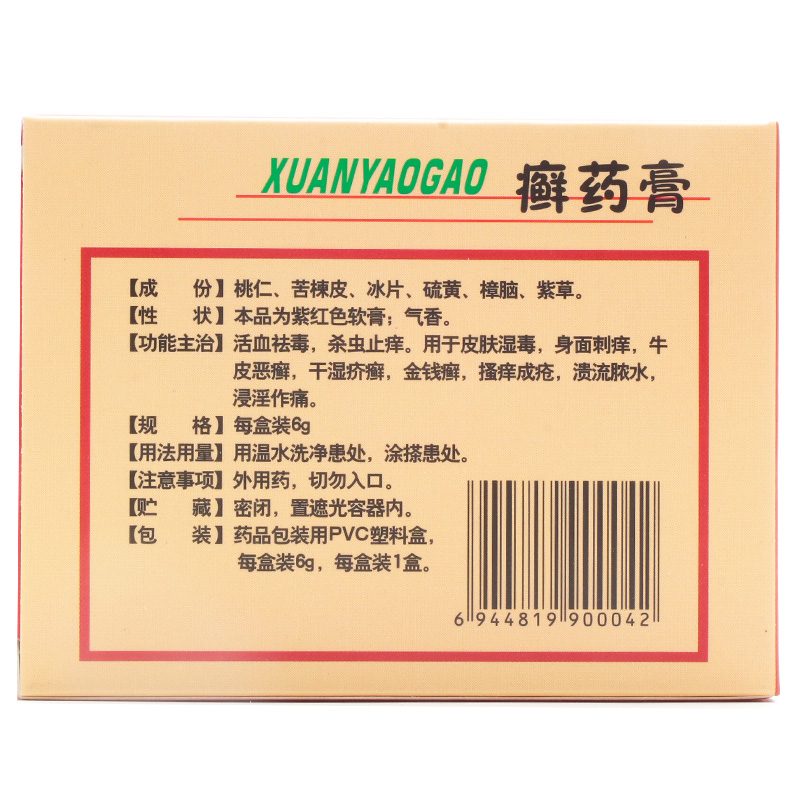 XUANYAOGAO 癣药膏
【成 份】桃仁、苦楝皮、冰片、硫黄、樟脑、紫草。
【性 状】本品为紫红色软膏；气香。
【功能主治】活血祛毒，杀虫止痒。用于皮肤湿毒，身面刺痒，牛
皮恶癣，干湿疥癣，金钱癣，搔痒成疮，溃流脓水，
浸淫作痛。
【规 格】每盒装6g
【用法用量】用温水洗净患处，涂搽患处。
【注意事项】外用药，切勿入口。
【贮 藏】密闭，置遮光容器内。
【包 装】药品包装用PVC塑料盒，
每盒装6g，每盒装1盒。
6 944819 900042